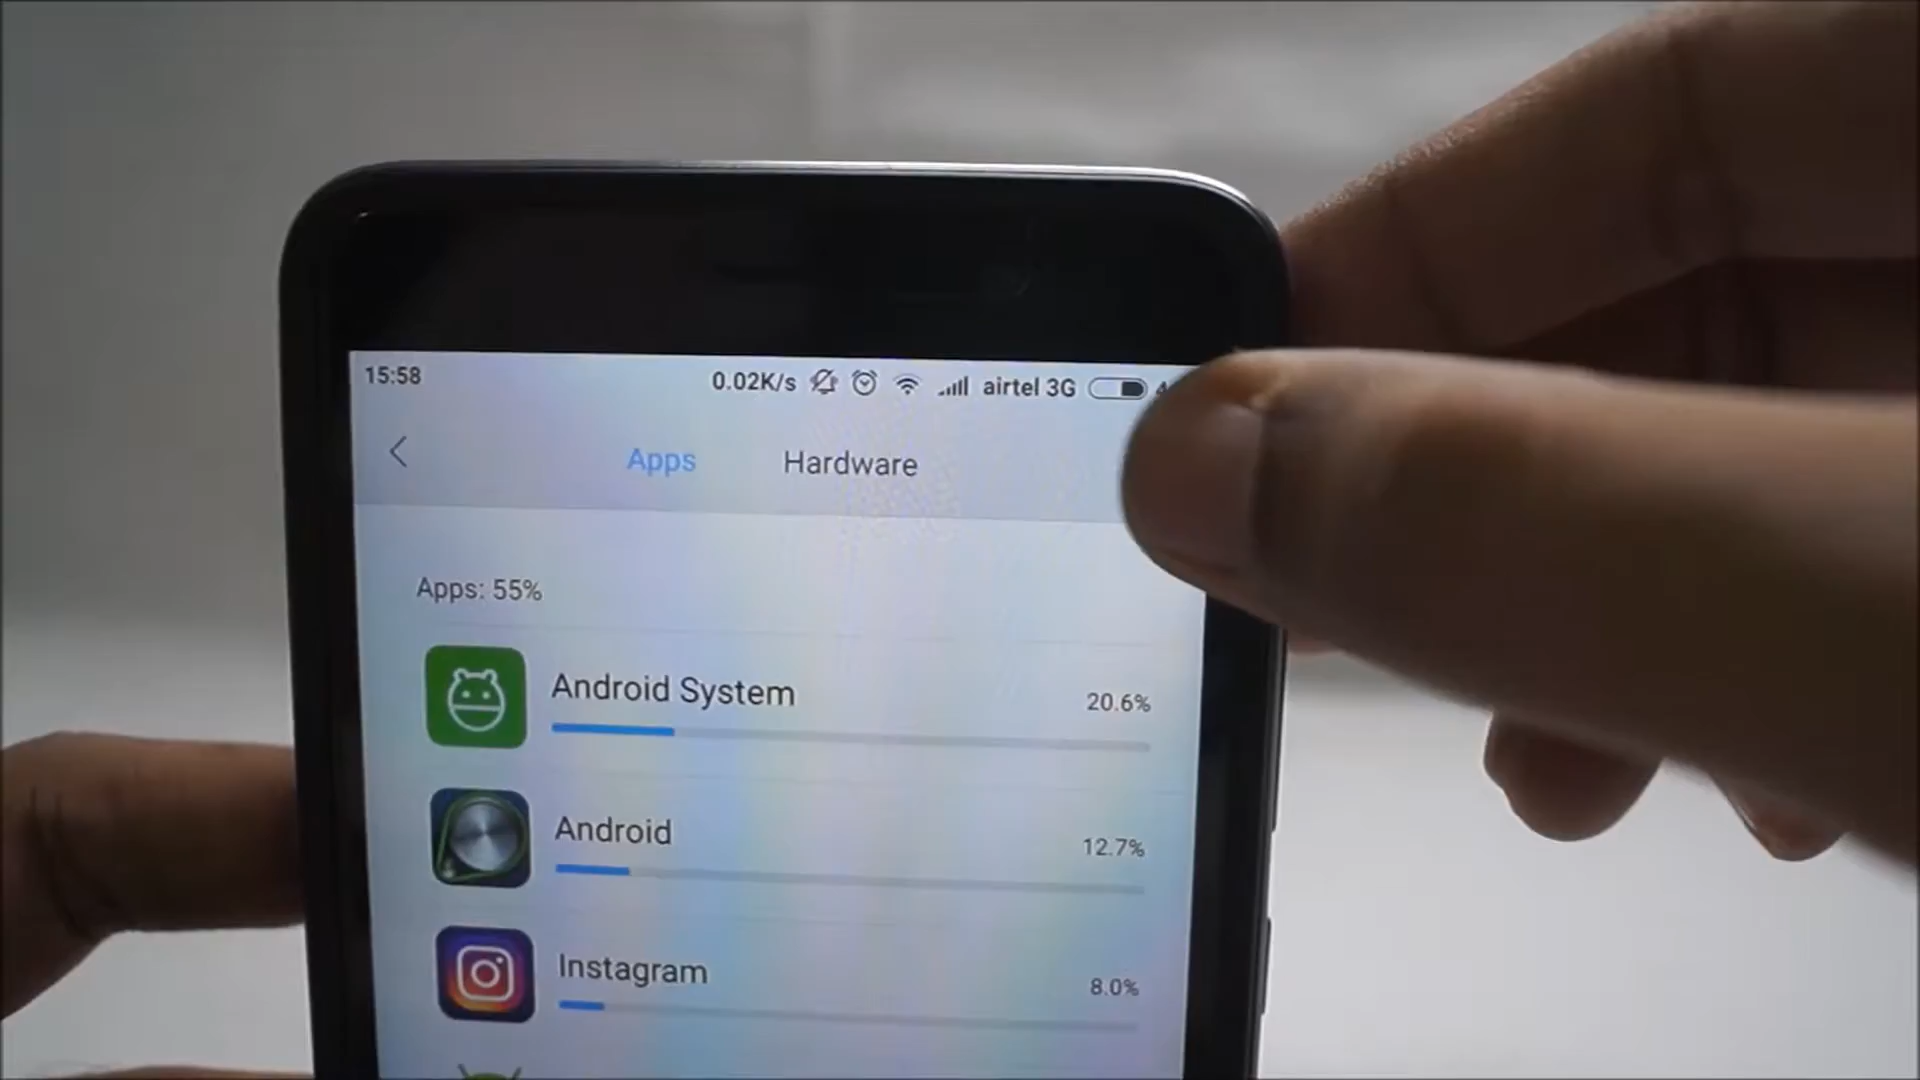 15:58 0.02K/s airtel 3G
Apps Hardware
Apps: 55%
Android System 20.6%
Android 12.7%
Instagram 8.0%